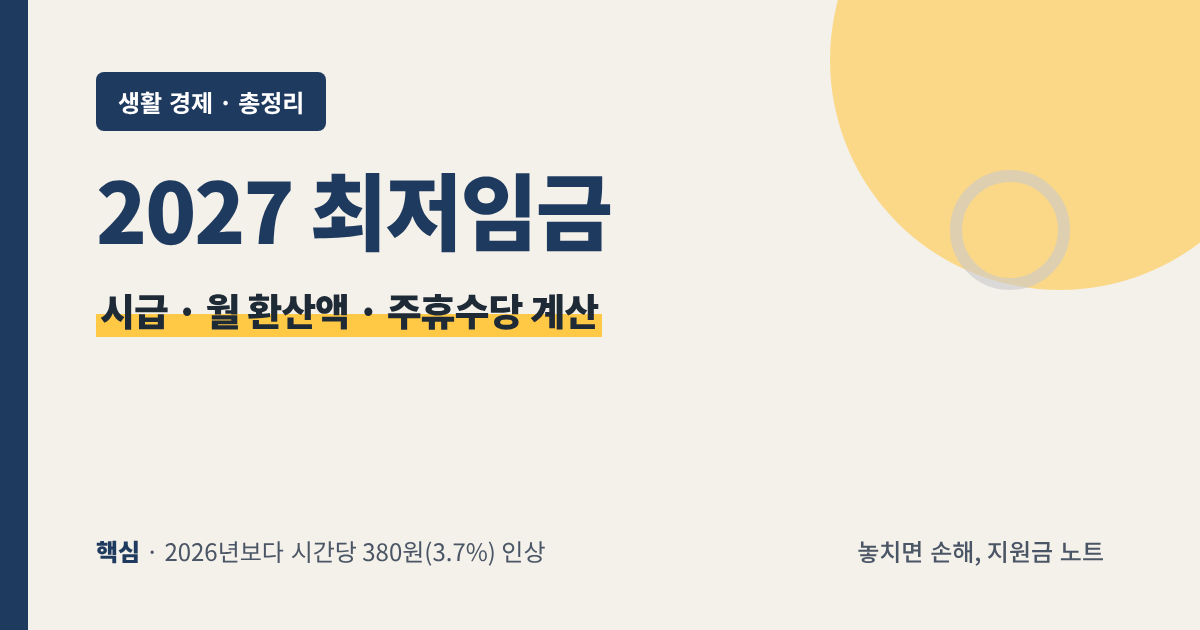 생활 경제 · 총정리
2027 최저임금
시급 · 월 환산액 · 주휴수당 계산
핵심 · 2026년보다 시간당 380원(3.7%) 인상
놓치면 손해, 지원금 노트